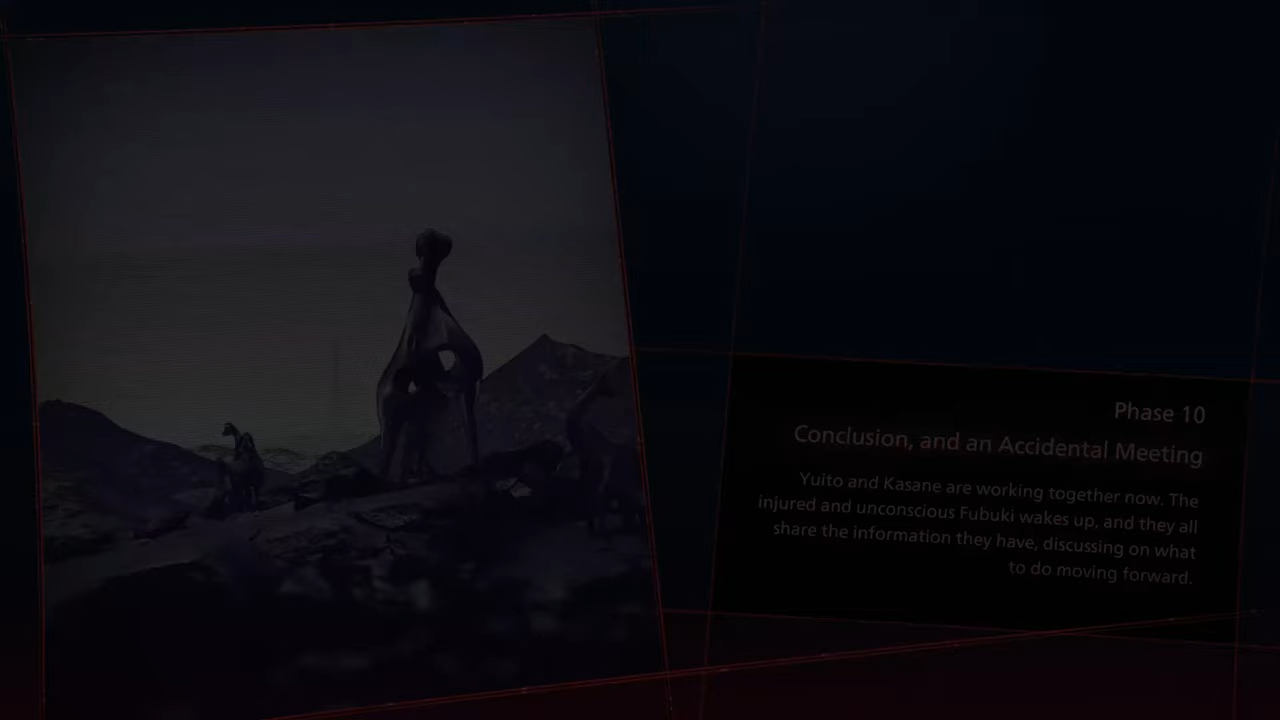 Phase 10
Conclusion, and an Accidental Meeting
Yuito and Kasane are working together now. The
injured and unconscious Fubuki wakes up, and they all
share the information they have, discussing on what
to do moving forward.